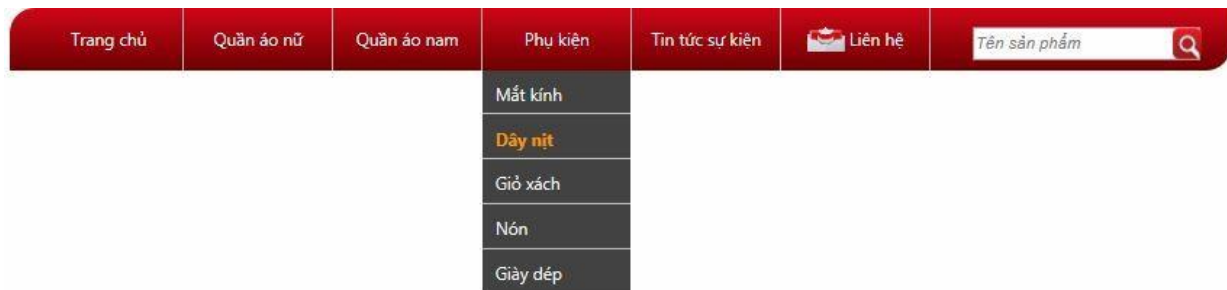 Trang chủ
Quần áo nữ
Quần áo nam
Phụ kiện
Tin tức sự kiện
Liên hệ
Tên sản phẩm
Mắt kính
Dây nịt
Giỏ xách
Nón
Giày dép